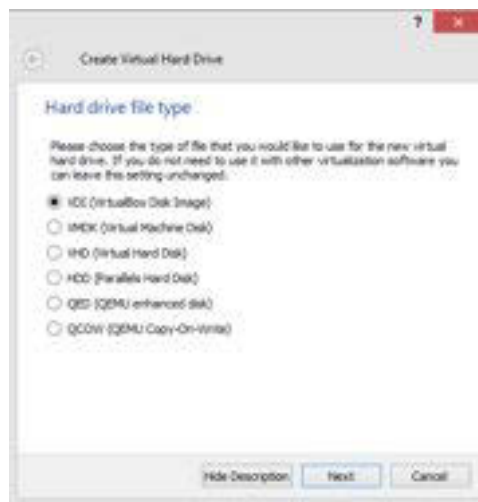 ?
Create Virtual Hard Drive
Hard drive file type
Please choose the type of file that you would like to use for the new virtual
hard drive. If you do not need to use it with other virtualization software you
can leave this setting unchanged.
VDI (VirtualBox Disk Image)
VMDK (Virtual Machine Disk)
VHD (Virtual Hard Disk)
HDD (Parallels Hard Disk)
QED (QEMU enhanced disk)
QCOW (QEMU Copy-On-Write)
Hide Description Next Cancel